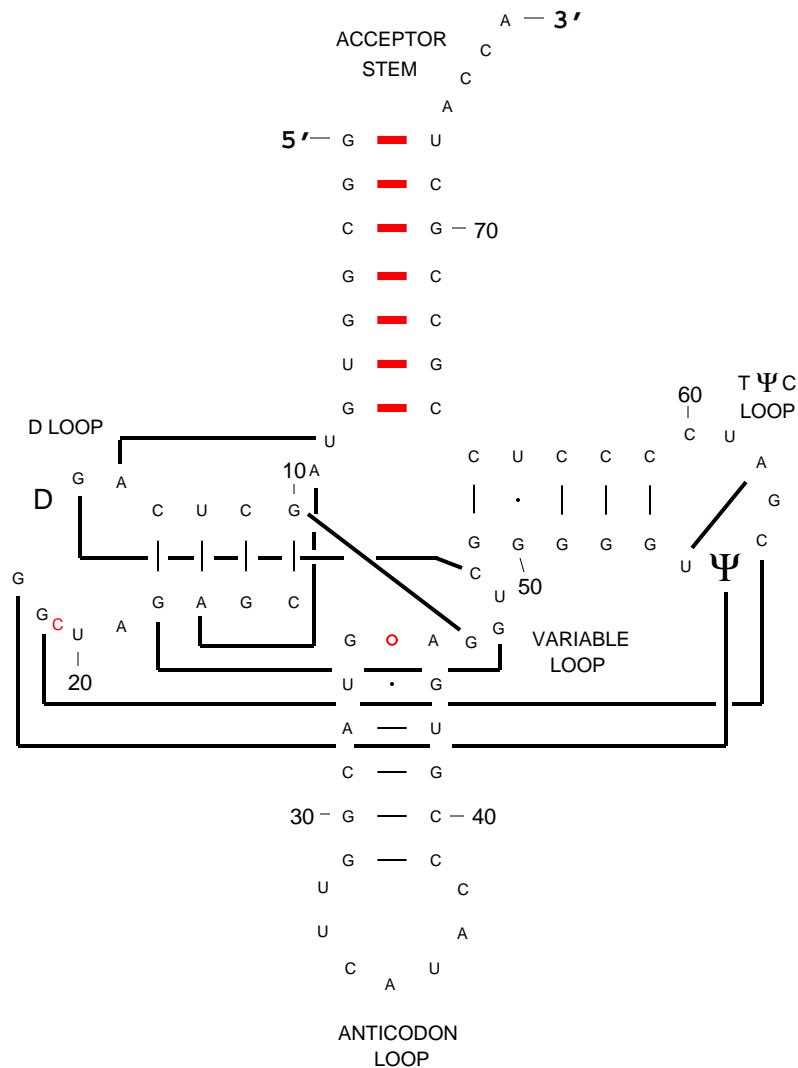 A — 3′
ACCEPTOR
C
STEM
C
A
5′ — G U
G C
C G — 70
G C
G C
U G
G C
T Ψ C
60
LOOP
D LOOP
C U
U
C U C C C
A
10 A
G A
D
C U C G
G
G G G G G
C
U Ψ
C
G
50
U
G A G C
G C U A
G A G G
VARIABLE
LOOP
20
U G
A U
C G
30 — G C — 40
G C
U C
U A
C U
A
ANTICODON
LOOP